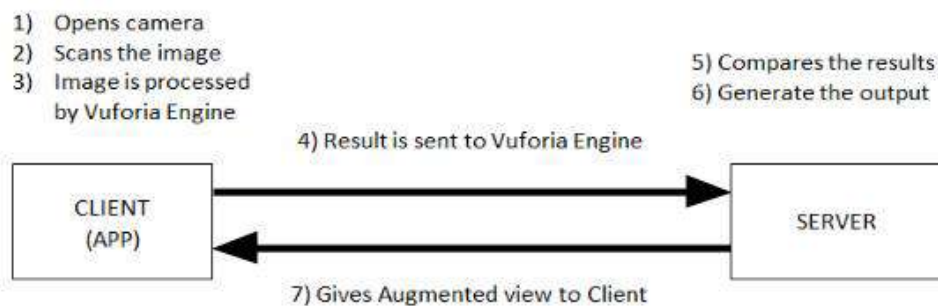 1) Opens camera
2) Scans the image
3) Image is processed
by Vuforia Engine
5) Compares the results
6) Generate the output
4) Result is sent to Vuforia Engine
CLIENT
(APP)
SERVER
7) Gives Augmented view to Client